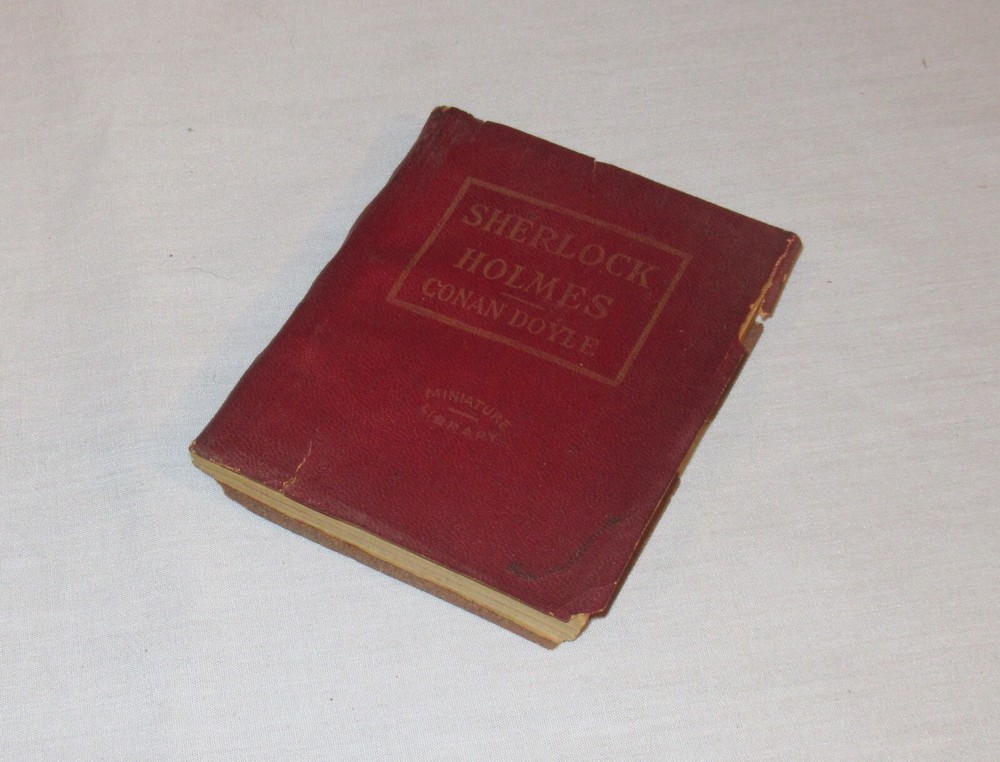 SHERLOCK
HOLMES
CONAN DOYLE
MINIATURE
LIBRARY